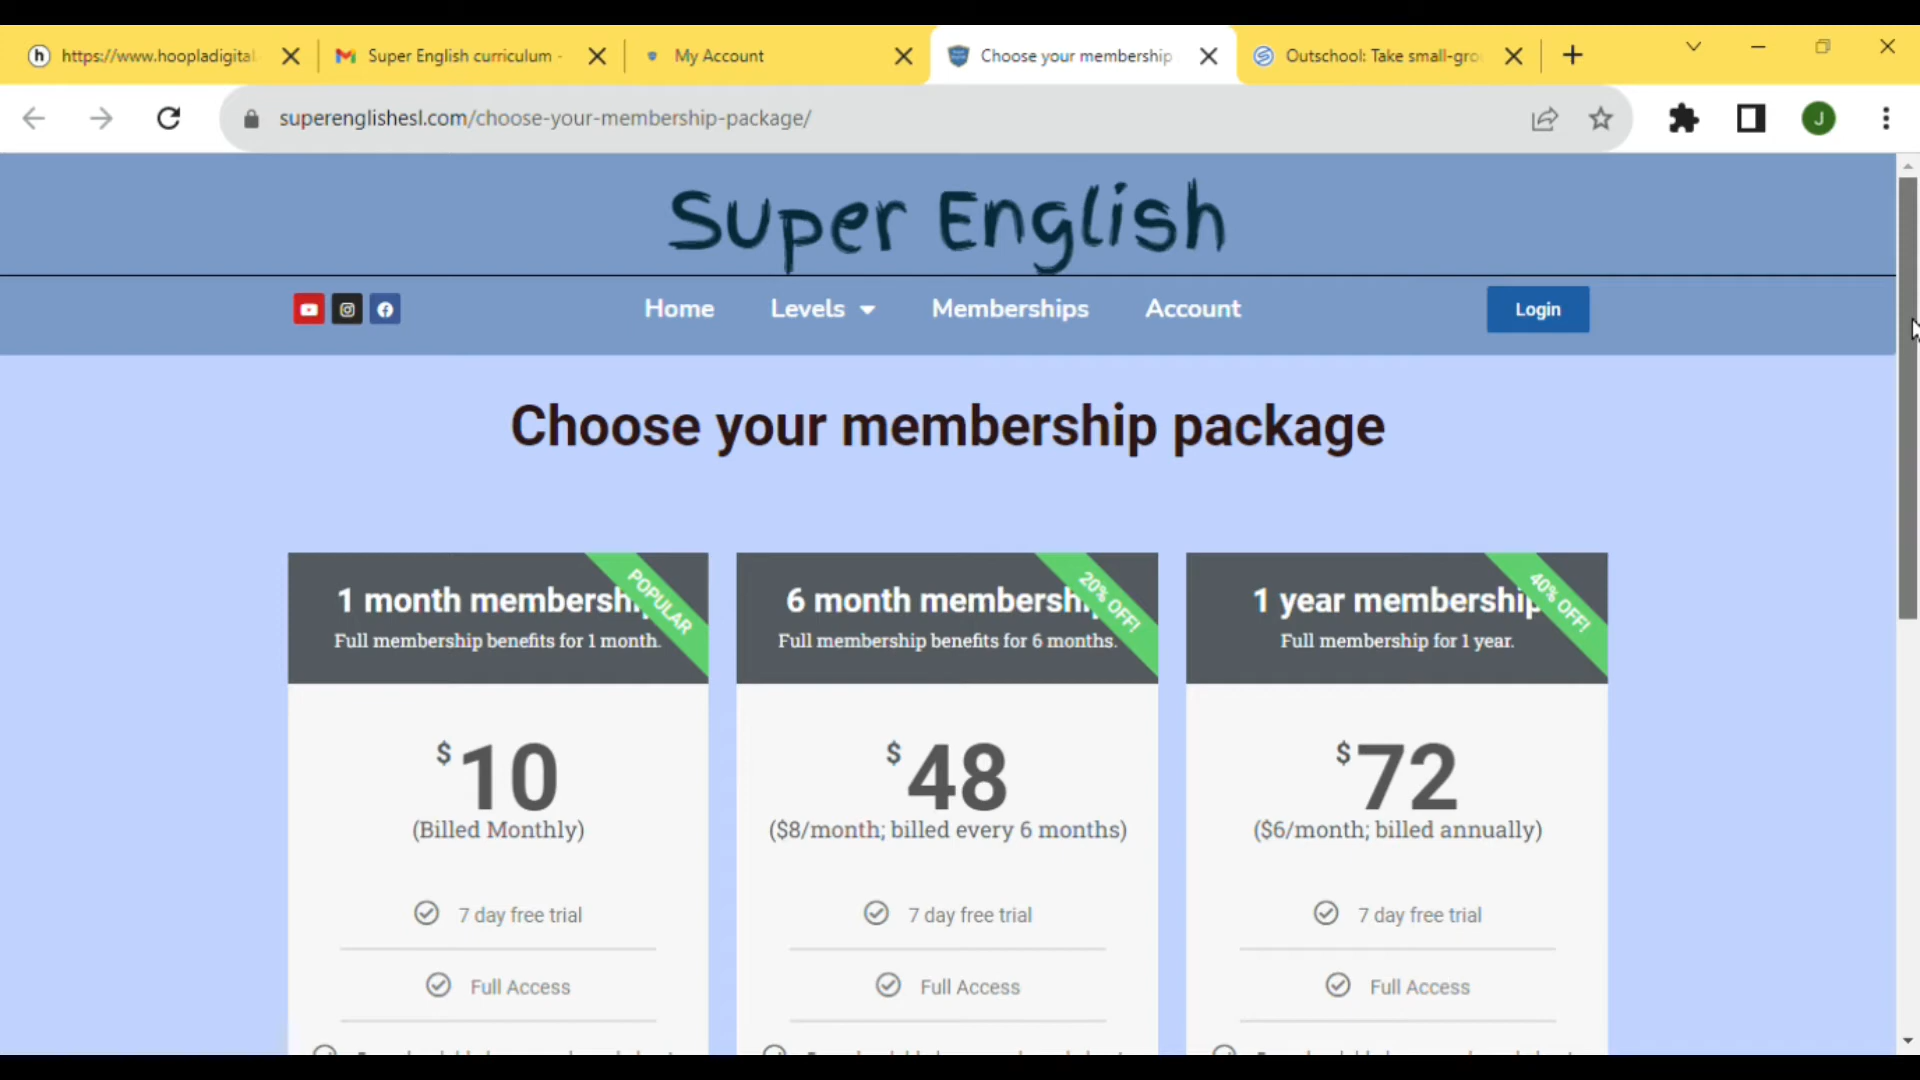 https://www.hoopladigital
Super English curriculum -
My Account
Choose your membership
Outschool: Take small-gro
superenglishesl.com/choose-your-membership-package/
J
Super English
Home
Levels
Memberships
Account
Login
Choose your membership package
1 month membersh
POPULAR
Full membership benefits for 1 month.
$10
(Billed Monthly)
7 day free trial
Full Access
6 month membersh
20% OFF!
Full membership benefits for 6 months.
$48
($8/month; billed every 6 months)
7 day free trial
Full Access
1 year membership
40% OFF!
Full membership for 1 year.
$72
($6/month; billed annually)
7 day free trial
Full Access